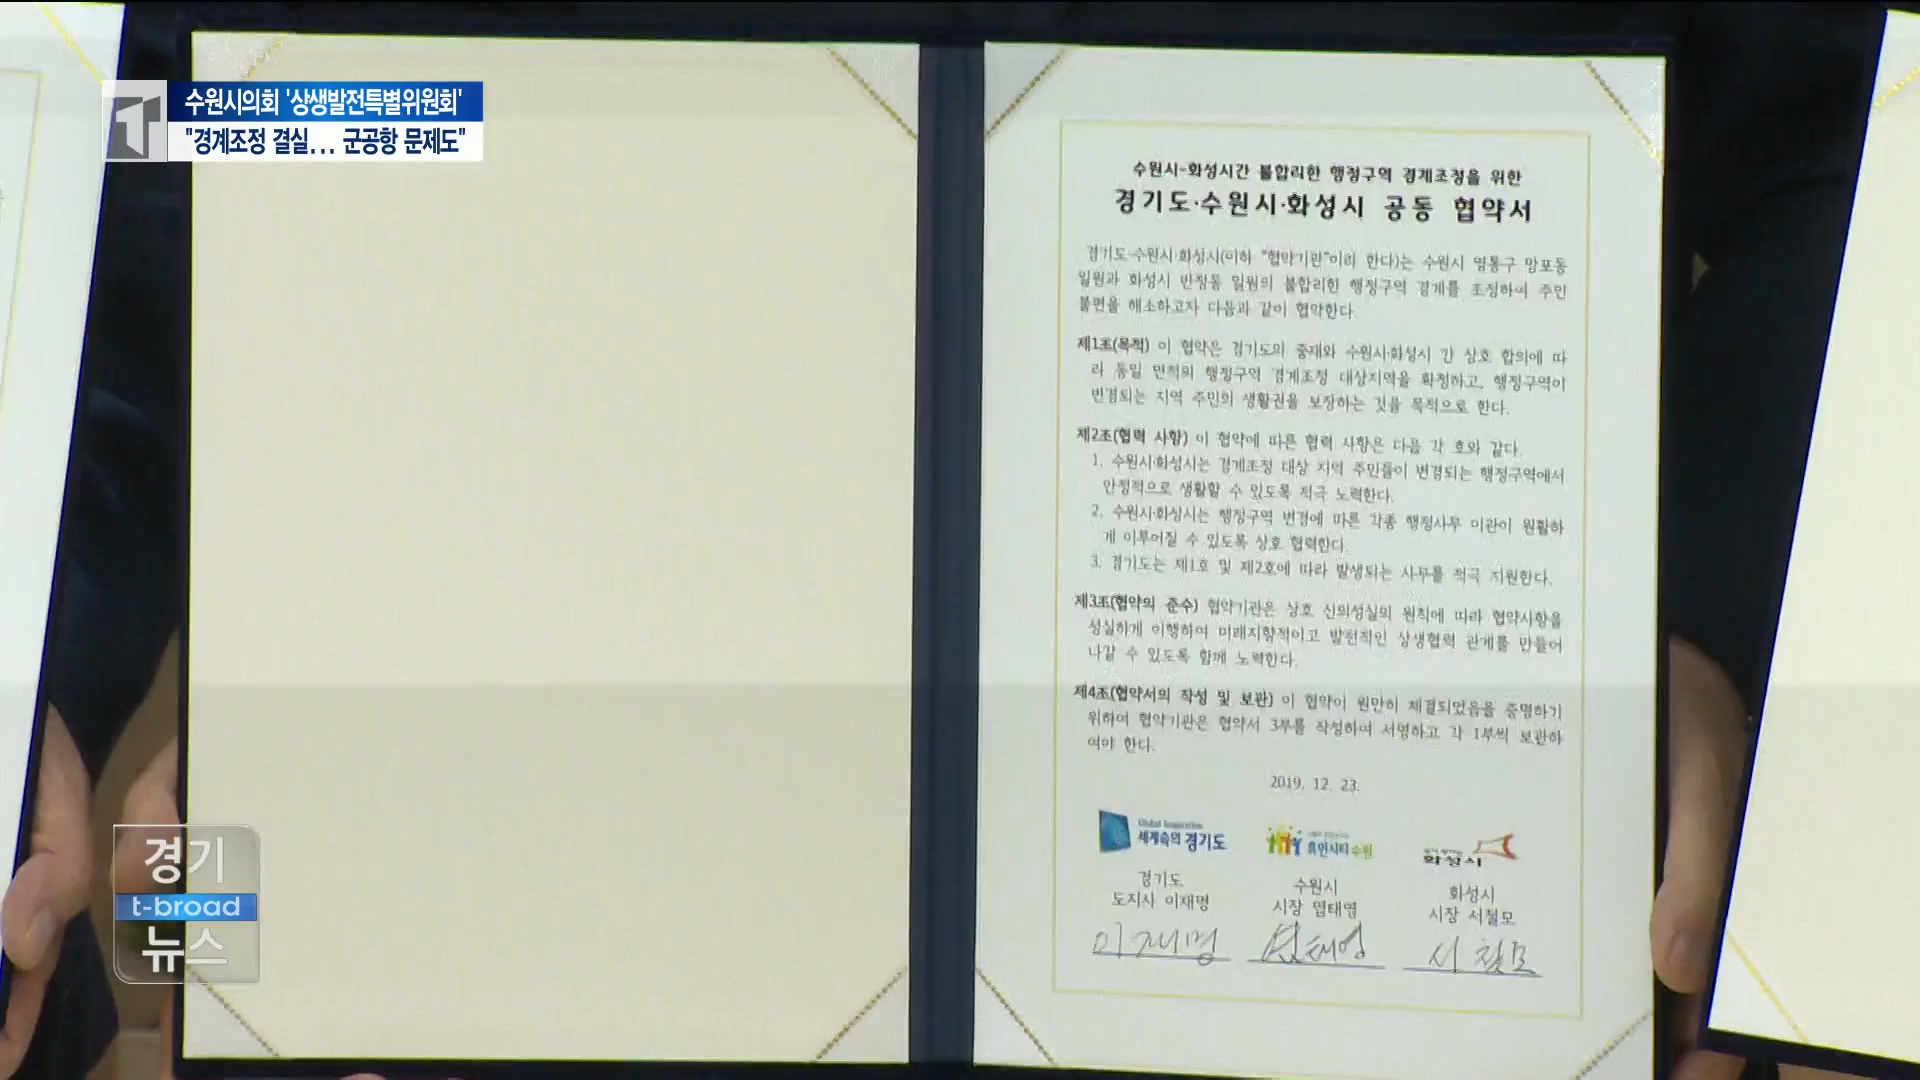 수원시의회 '상생발전특별위원회'
"경계조정 결실... 군공항 문제도"
수원시-화성시간 불합리한 행정구역 경계조정을 위한
경기도·수원시·화성시 공동 협약서
경기도·수원시·화성시(이하 "협약기관"이라 한다)는 수원시 영통구 망포동
일원과 화성시 반정동 일원의 불합리한 행정구역 경계를 조정하여 주민
불편을 해소하고자 다음과 같이 협약한다.
제1조(목적) 이 협약은 경기도의 중재와 수원시·화성시 간 상호 합의에 따
라 동일 면적의 행정구역 경계조정 대상지역을 확정하고, 행정구역이
변경되는 지역 주민의 생활권을 보장하는 것을 목적으로 한다.
제2조(협력 사항) 이 협약에 따른 협력 사항은 다음 각 호와 같다.
1. 수원시·화성시는 경계조정 대상 지역 주민들이 변경되는 행정구역에서
안정적으로 생활할 수 있도록 적극 노력한다.
2. 수원시·화성시는 행정구역 변경에 따른 각종 행정사무 이관이 원활하
게 이루어질 수 있도록 상호 협력한다.
3. 경기도는 제1호 및 제2호에 따라 발생되는 사무를 적극 지원한다.
제3조(협약의 준수) 협약기관은 상호 신의성실의 원칙에 따라 협약사항을
성실하게 이행하여 미래지향적이고 발전적인 상생협력 관계를 만들어
나갈 수 있도록 함께 노력한다.
제4조(협약서의 작성 및 보관) 이 협약이 원만히 체결되었음을 증명하기
위하여 협약기관은 협약서 3부를 작성하여 서명하고 각 1부씩 보관하
여야 한다.
2019. 12. 23.
Global Inspiration
세계속의 경기도
휴먼시티 수원
화성시
경기도
도지사 이재명
수원시
시장 염태영
화성시
시장 서철모
이재명
염태영
서철모
경기
t-broad
뉴스